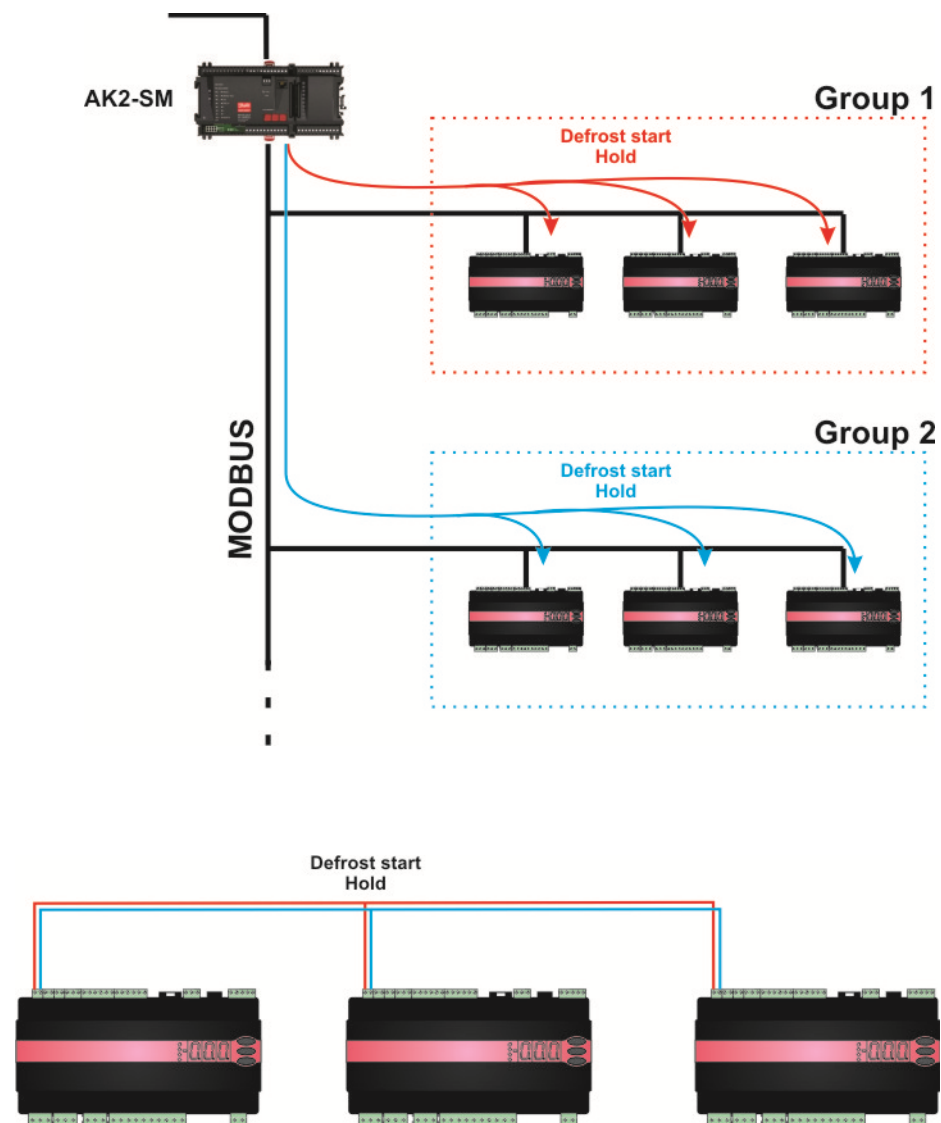 AK2-SM
Group 1
Defrost start
Hold
MODBUS
Group 2
Defrost start
Hold
Defrost start
Hold